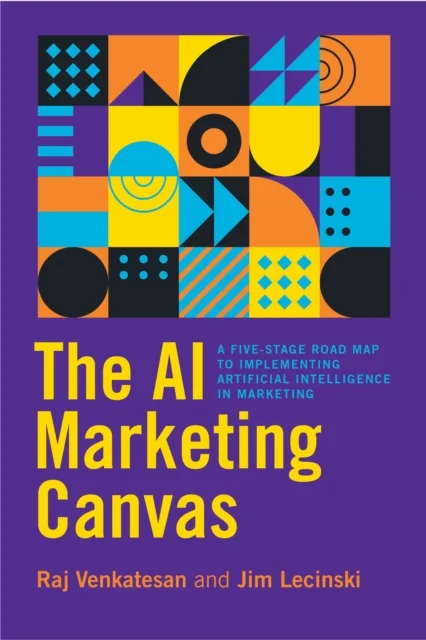 The AI
Marketing
Canvas
A FIVE-STAGE ROAD MAP
TO IMPLEMENTING
ARTIFICIAL INTELLIGENCE
IN MARKETING
Raj Venkatesan and Jim Lecinski